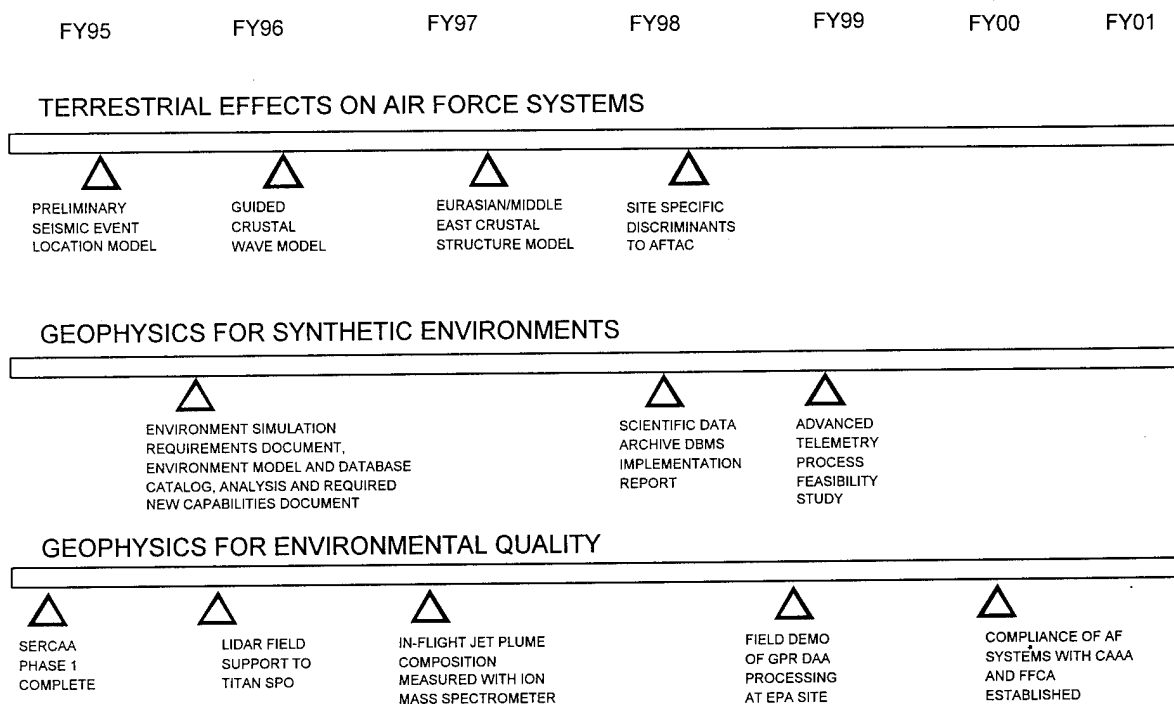 FY95 FY96 FY97 FY98 FY99 FY00 FY01
TERRESTRIAL EFFECTS ON AIR FORCE SYSTEMS
PRELIMINARY
SEISMIC EVENT
LOCATION MODEL
GUIDED
CRUSTAL
WAVE MODEL
EURASIAN/MIDDLE
EAST CRUSTAL
STRUCTURE MODEL
SITE SPECIFIC
DISCRIMINANTS
TO AFTAC
GEOPHYSICS FOR SYNTHETIC ENVIRONMENTS
ENVIRONMENT SIMULATION
REQUIREMENTS DOCUMENT,
ENVIRONMENT MODEL AND DATABASE
CATALOG, ANALYSIS AND REQUIRED
NEW CAPABILITIES DOCUMENT
SCIENTIFIC DATA
ARCHIVE DBMS
IMPLEMENTATION
REPORT
ADVANCED
TELEMETRY
PROCESS
FEASIBILITY
STUDY
GEOPHYSICS FOR ENVIRONMENTAL QUALITY
SERCAA
PHASE 1
COMPLETE
LIDAR FIELD
SUPPORT TO
TITAN SPO
IN-FLIGHT JET PLUME
COMPOSITION
MEASURED WITH ION
MASS SPECTROMETER
FIELD DEMO
OF GPR DAA
PROCESSING
AT EPA SITE
COMPLIANCE OF AF
SYSTEMS WITH CAAA
AND FFCA
ESTABLISHED